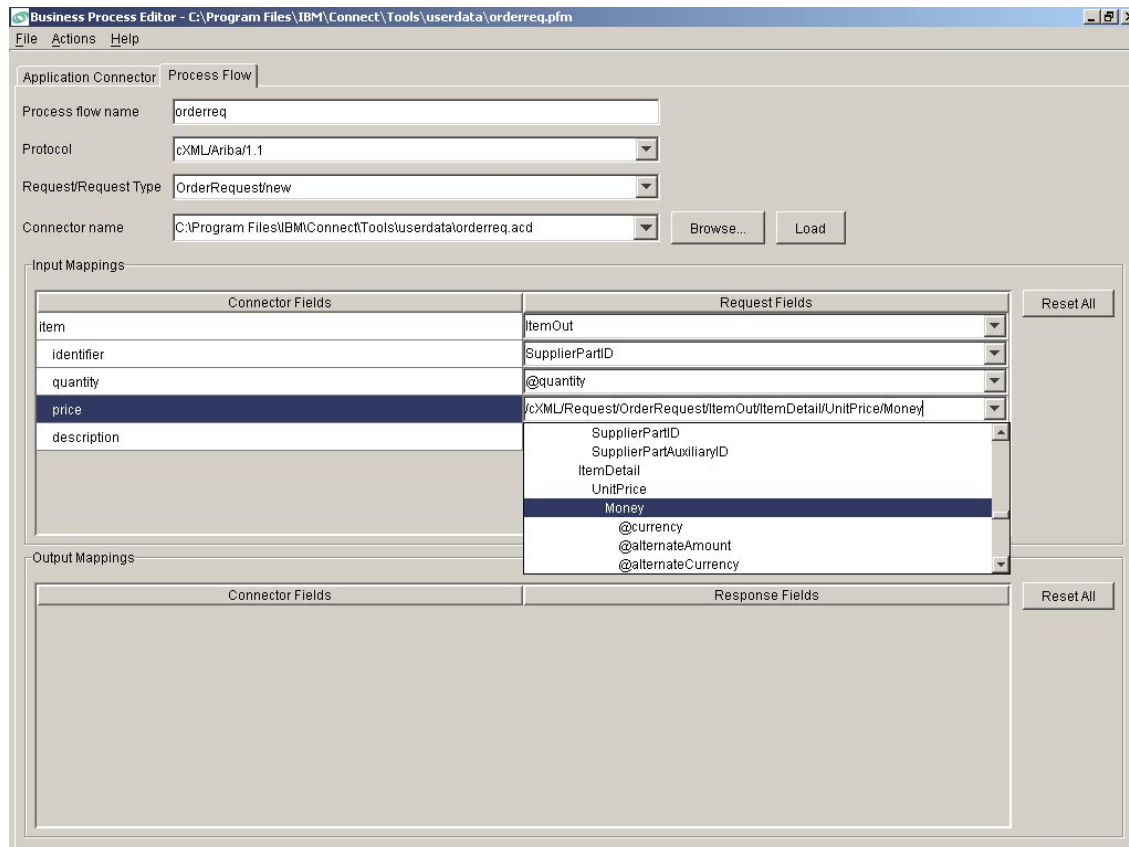 Business Process Editor - C:\Program Files\IBM\Connect\Tools\userdata\orderreq.pfm
File Actions Help
Application Connector Process Flow
Process flow name orderreq
Protocol cXML/Ariba/1.1
Request/Request Type OrderRequest/new
Connector name C:\Program Files\IBM\Connect\Tools\userdata\orderreq.acd Browse... Load
Input Mappings
Connector Fields Request Fields Reset All
item ItemOut
identifier SupplierPartID
quantity @quantity
price /cXML/Request/OrderRequest/ItemOut/ItemDetail/UnitPrice/Money
description
SupplierPartID
SupplierPartAuxiliaryID
ItemDetail
UnitPrice
Money
@currency
@alternateAmount
@alternateCurrency
Output Mappings
Connector Fields Response Fields Reset All